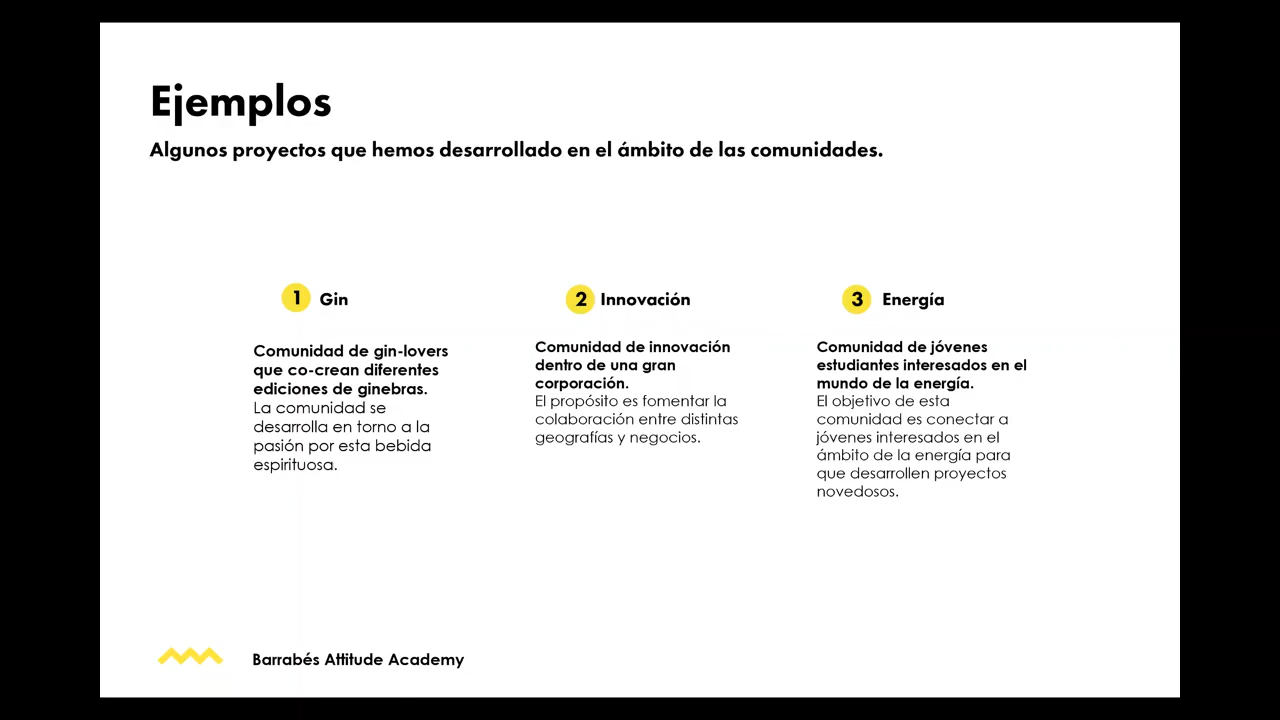 Ejemplos
Algunos proyectos que hemos desarrollado en el ámbito de las comunidades.
1 Gin
Comunidad de gin-lovers
que co-crean diferentes
ediciones de ginebras.
La comunidad se
desarrolla en torno a la
pasión por esta bebida
espirituosa.
2 Innovación
Comunidad de innovación
dentro de una gran
corporación.
El propósito es fomentar la
colaboración entre distintas
geografías y negocios.
3 Energía
Comunidad de jóvenes
estudiantes interesados en el
mundo de la energía.
El objetivo de esta
comunidad es conectar a
jóvenes interesados en el
ámbito de la energía para
que desarrollen proyectos
novedosos.
Barrabés Attitude Academy